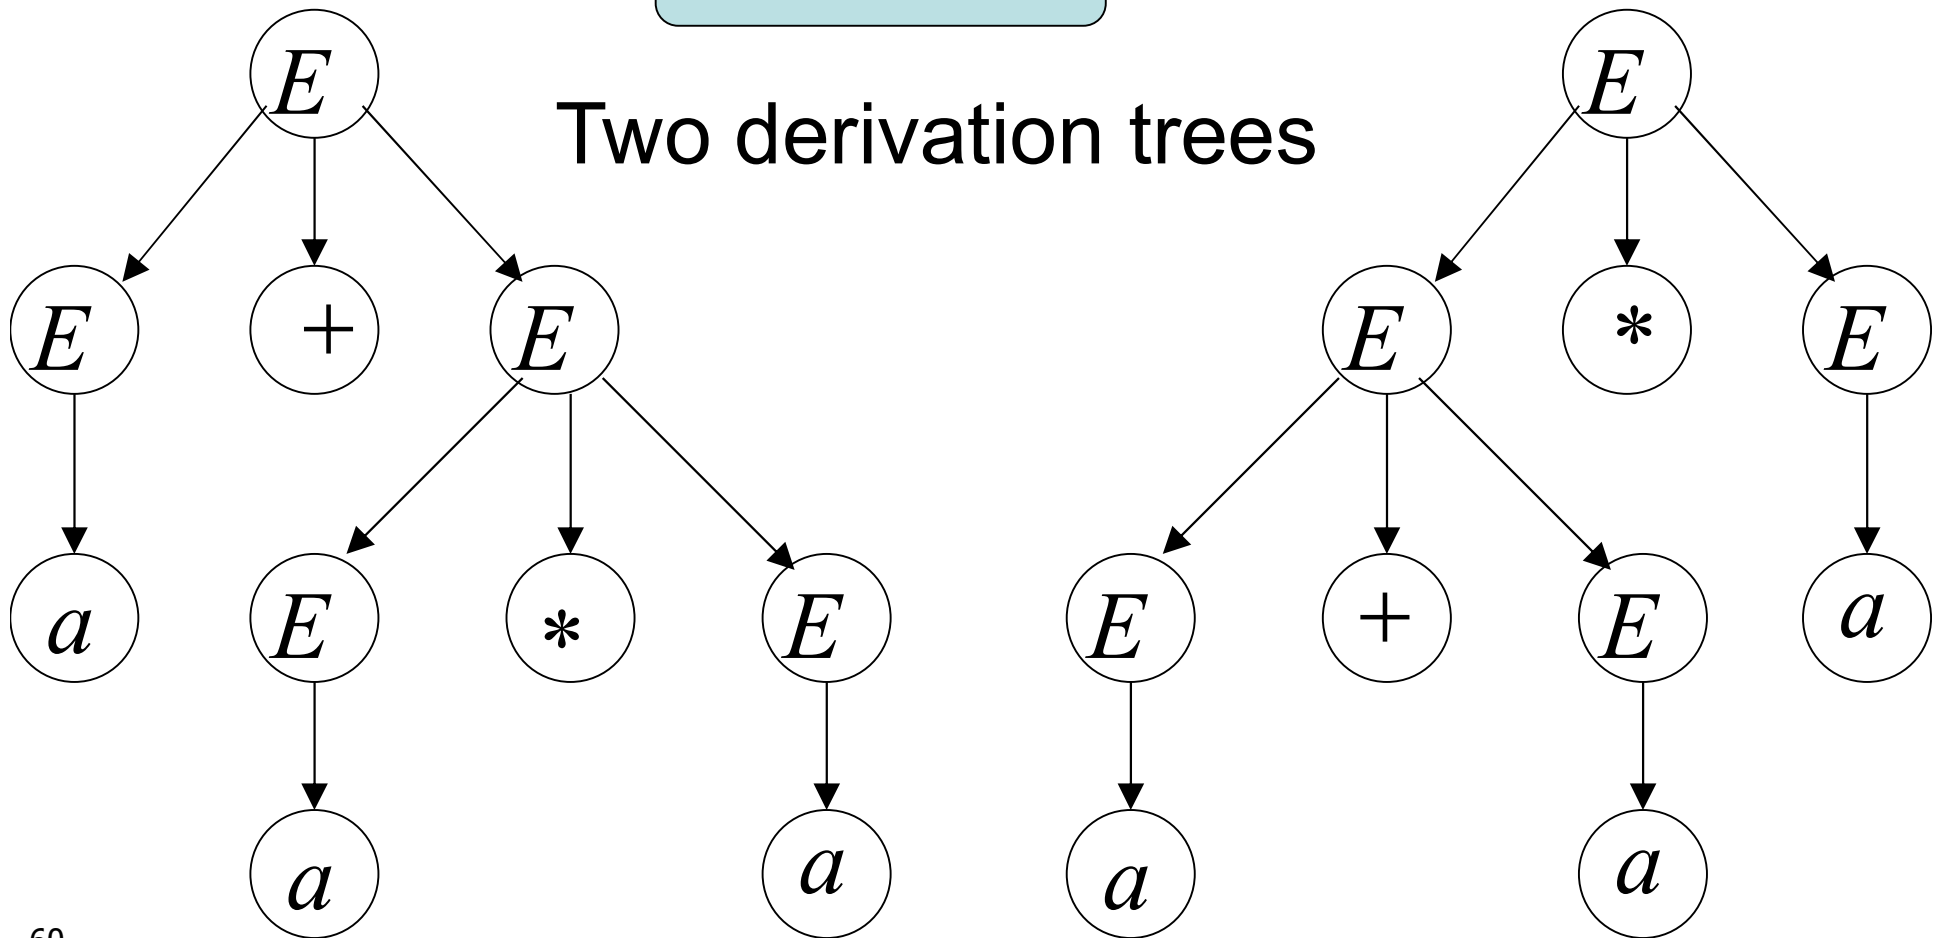 E E
Two derivation trees
E + E E * E
a E * E E + E a
a a a a